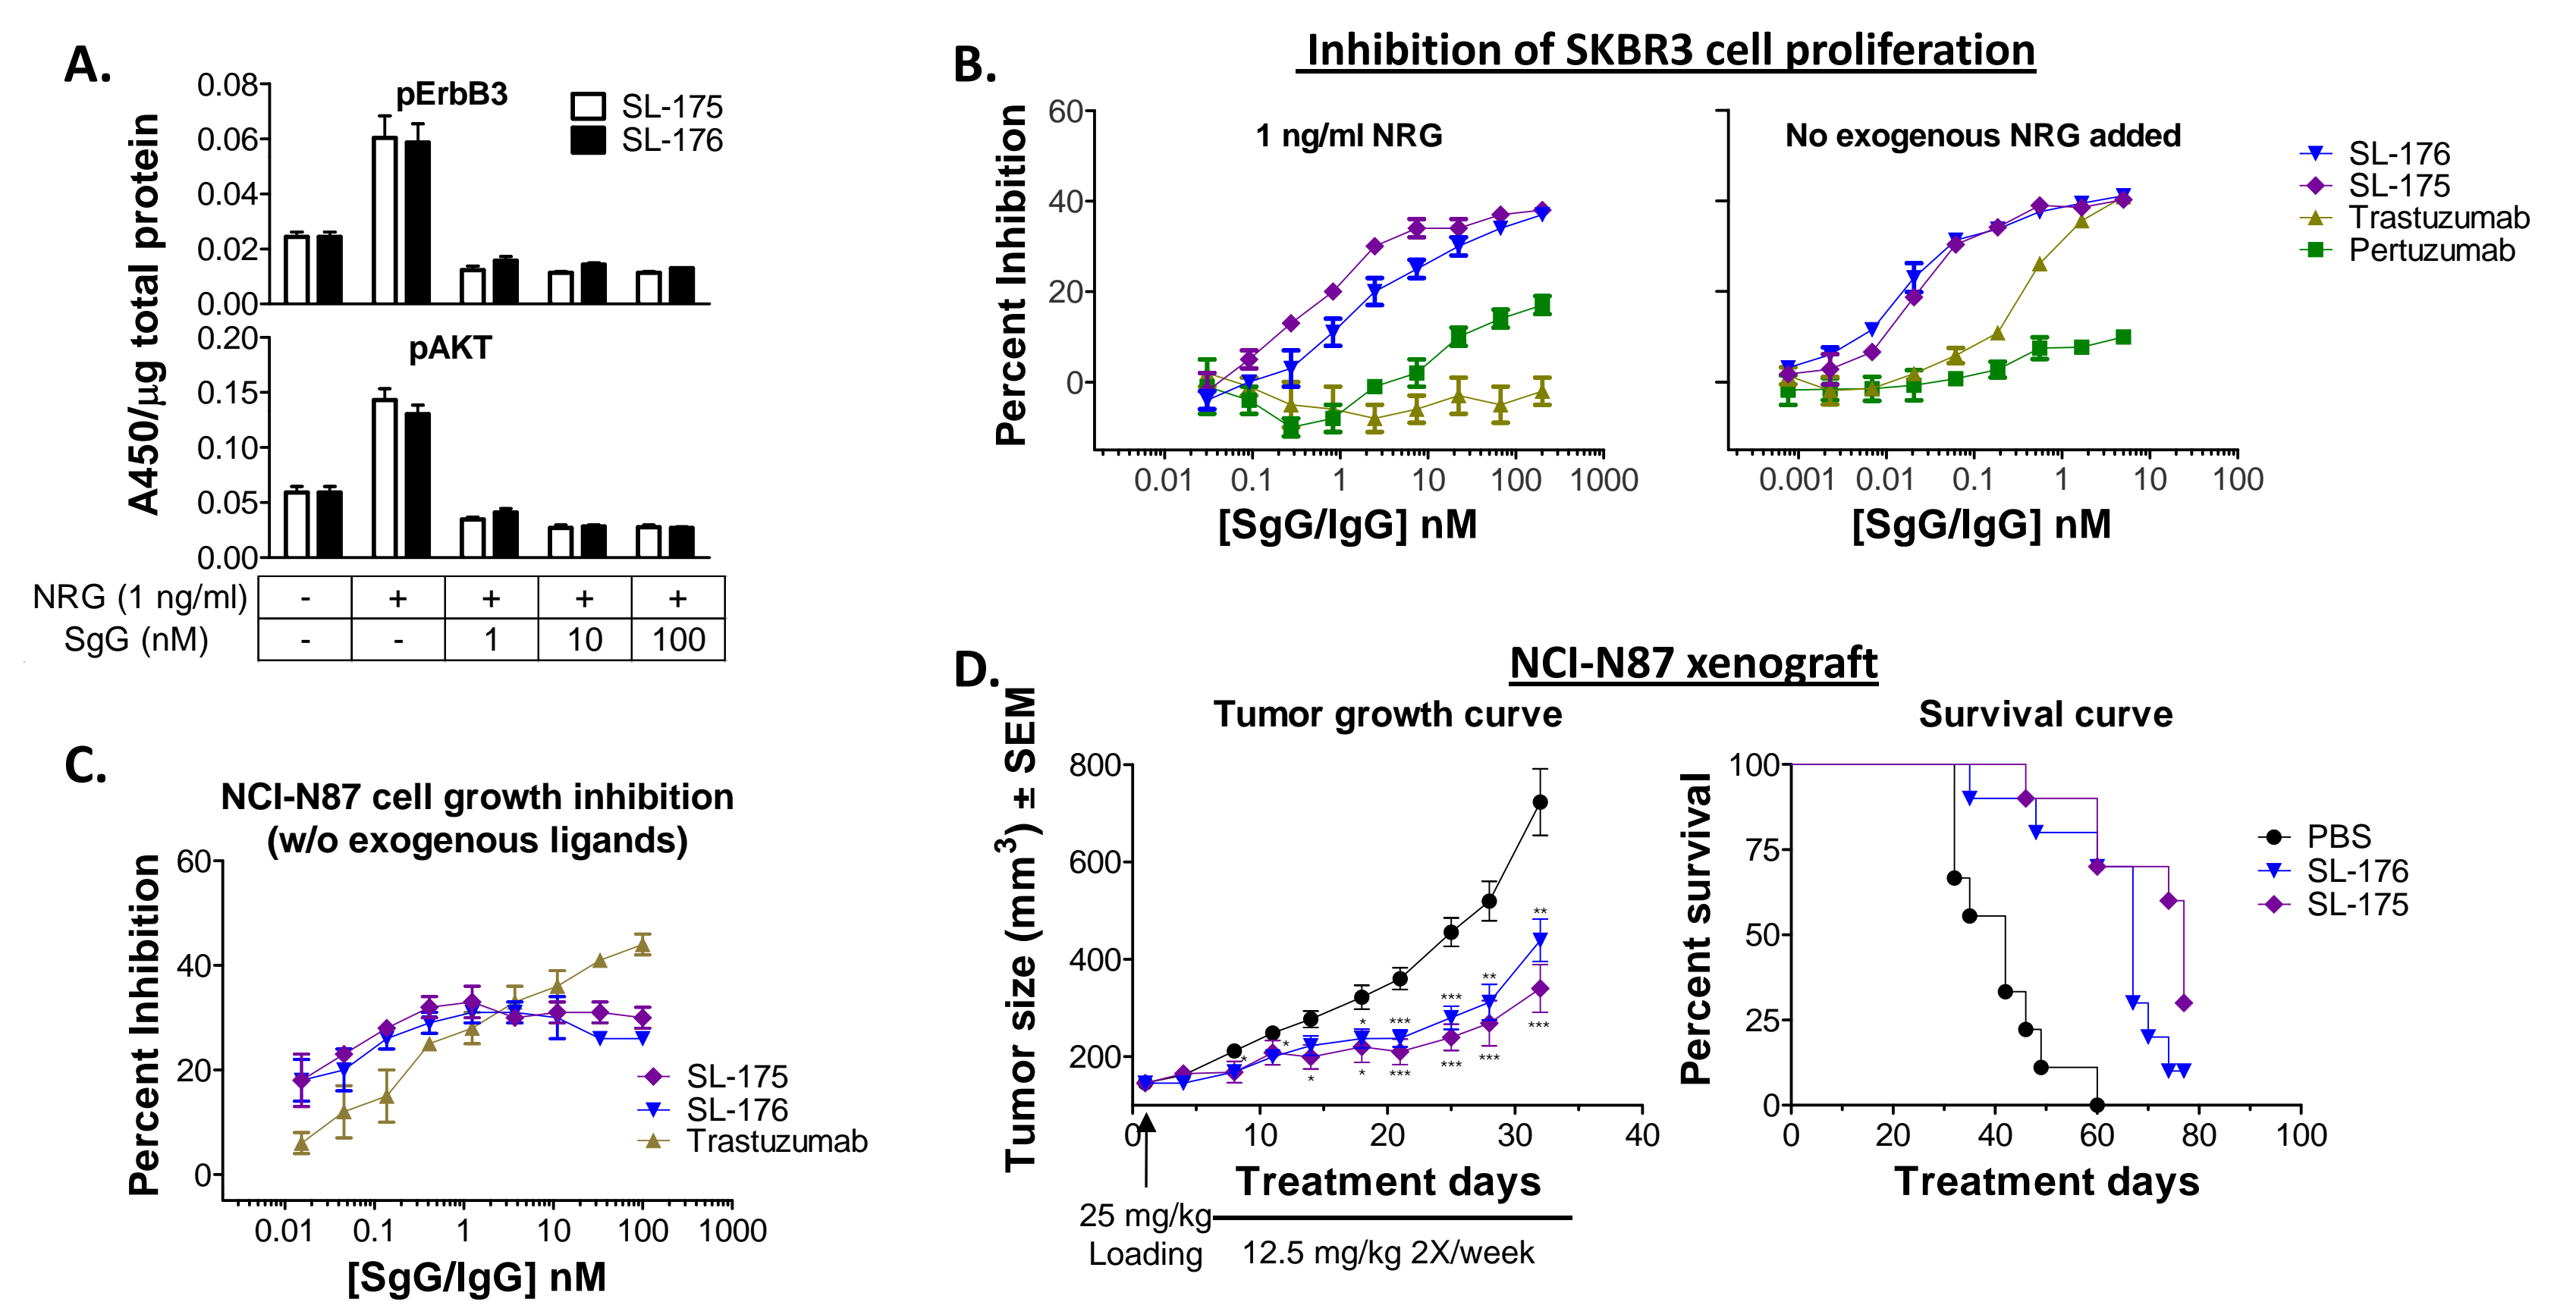 A.
pErbB3
SL-175
SL-176
A450/µg total protein
0.08
0.06
0.04
0.02
0.00
pAKT
0.20
0.15
0.10
0.05
0.00
NRG (1 ng/ml) - + + + +
SgG (nM) - - 1 10 100
B.
Inhibition of SKBR3 cell proliferation
Percent Inhibition
60
40
20
0
1 ng/ml NRG
0.01 0.1 1 10 100 1000
[SgG/IgG] nM
No exogenous NRG added
0.001 0.01 0.1 1 10 100
[SgG/IgG] nM
SL-176
SL-175
Trastuzumab
Pertuzumab
C.
NCI-N87 cell growth inhibition
(w/o exogenous ligands)
Percent Inhibition
60
40
20
0
SL-175
SL-176
Trastuzumab
0.01 0.1 1 10 100 1000
[SgG/IgG] nM
D.
NCI-N87 xenograft
Tumor growth curve
Tumor size (mm³) ± SEM
800
600
400
200
* * * * * *** *** *** *** ** *** ** ***
0 10 20 30 40
Treatment days
25 mg/kg
Loading
12.5 mg/kg 2X/week
Survival curve
Percent survival
100
75
50
25
0
0 20 40 60 80 100
Treatment days
PBS
SL-176
SL-175